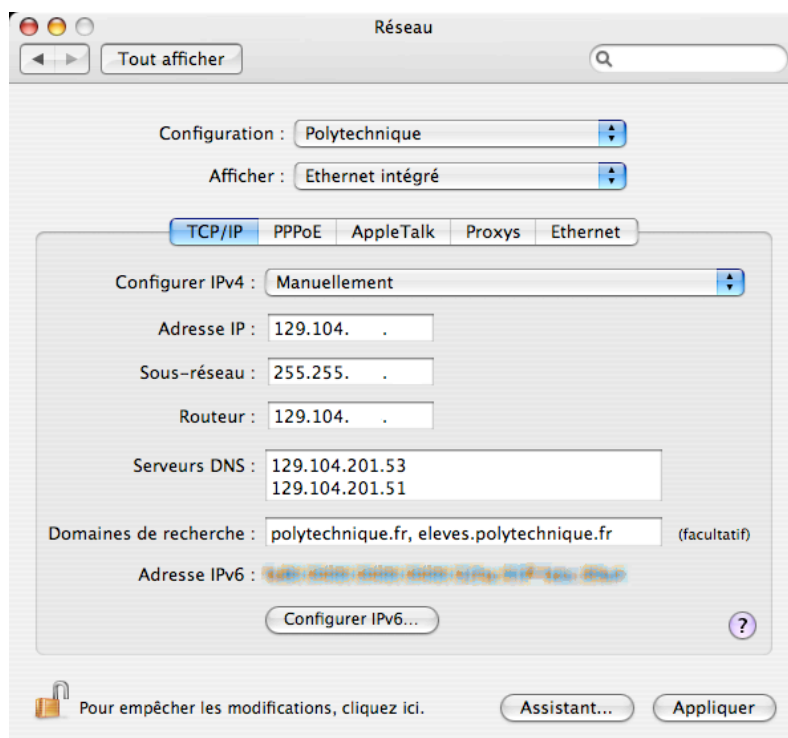 Réseau
Tout afficher
Configuration : Polytechnique
Afficher : Ethernet intégré
TCP/IP PPPoE AppleTalk Proxys Ethernet
Configurer IPv4 : Manuellement
Adresse IP : 129.104. .
Sous-réseau : 255.255. .
Routeur : 129.104. .
Serveurs DNS : 129.104.201.53
129.104.201.51
Domaines de recherche : polytechnique.fr, eleves.polytechnique.fr (facultatif)
Adresse IPv6 :
Configurer IPv6... ?
Pour empêcher les modifications, cliquez ici. Assistant... Appliquer